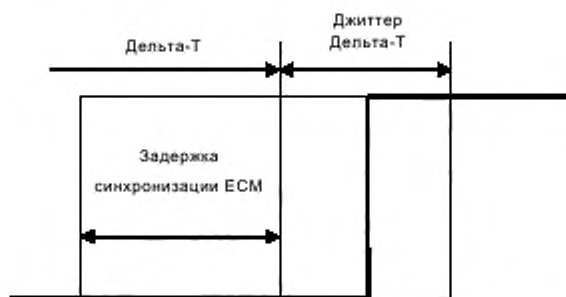 Дельта-Т
Джиттер
Дельта-Т
Задержка
синхронизации ЕСМ